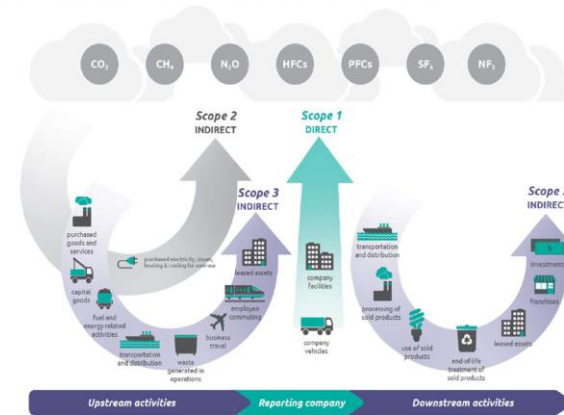 CO₂ CH₄ N₂O HFCs PFCs SF₆ NF₃
Scope 2
INDIRECT
Scope 1
DIRECT
Scope 3
INDIRECT
Scope
INDIRECT
purchased
goods and
services
capital
goods
fuel and
energy related
activities
transportation
and distribution
waste
generated in
operations
business
travel
employee
commuting
leased assets
purchased electricity, steam,
heating & cooling for own use
company
facilities
company
vehicles
transportation
and distribution
processing of
sold products
use of sold
products
end-of-life
treatment of
sold products
leased assets
franchises
investments
$
Upstream activities
Reporting company
Downstream activities